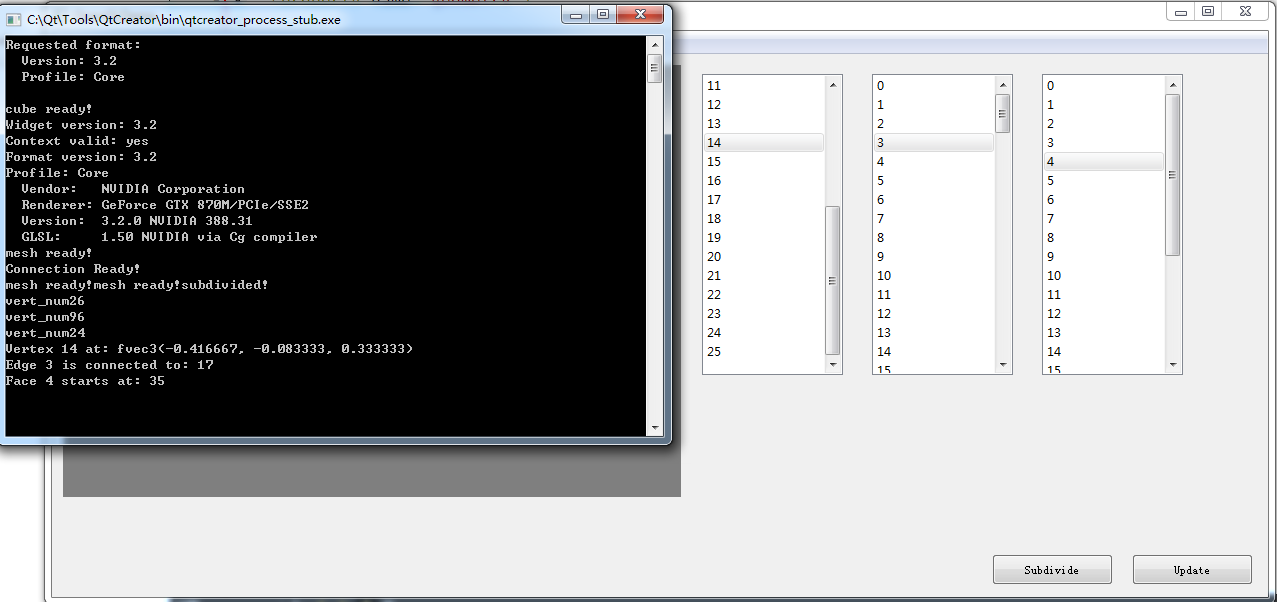 C:\Qt\Tools\QtCreator\bin\qtcreator_process_stub.exe
Requested format:
  Version: 3.2
  Profile: Core
cube ready!
Widget version: 3.2
Context valid: yes
Format version: 3.2
Profile: Core
  Vendor:   NVIDIA Corporation
  Renderer: GeForce GTX 870M/PCIe/SSE2
  Version:  3.2.0 NVIDIA 388.31
  GLSL:     1.50 NVIDIA via Cg compiler
mesh ready!
Connection Ready!
mesh ready!mesh ready!subdivided!
vert_num26
vert_num96
vert_num24
Vertex 14 at: fvec3(-0.416667, -0.083333, 0.333333)
Edge 3 is connected to: 17
Face 4 starts at: 35
11
12
13
14
15
16
17
18
19
20
21
22
23
24
25
0
1
2
3
4
5
6
7
8
9
10
11
12
13
14
15
0
1
2
3
4
5
6
7
8
9
10
11
12
13
14
15
Subdivide
Update